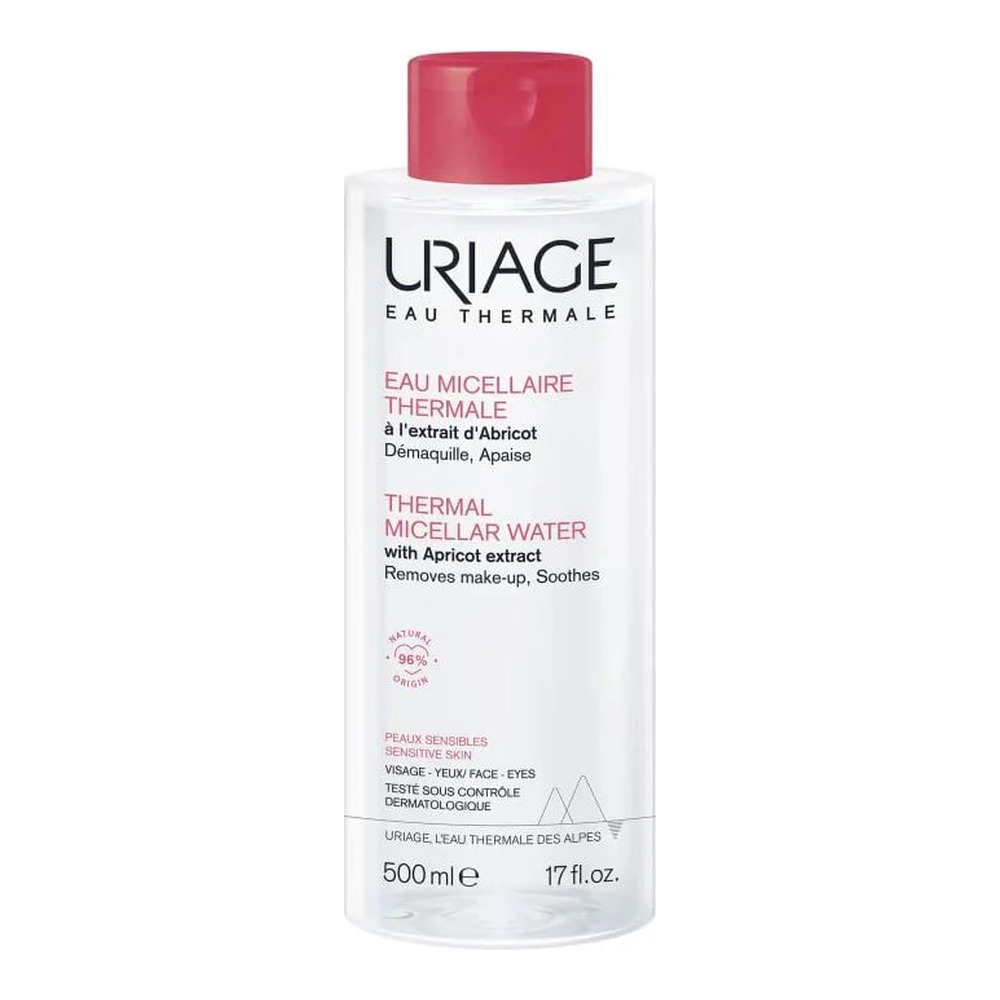 URIAGE
EAU THERMALE
EAU MICELLAIRE
THERMALE
à l'extrait d'Abricot
Démaquille, Apaise
THERMAL
MICELLAR WATER
with Apricot extract
Removes make-up, Soothes
NATURAL
96%
ORIGIN
PEAUX SENSIBLES
SENSITIVE SKIN
VISAGE - YEUX/ FACE - EYES
TESTÉ SOUS CONTRÔLE
DERMATOLOGIQUE
URIAGE, L'EAU THERMALE DES ALPES
500 ml e 17 fl.oz.